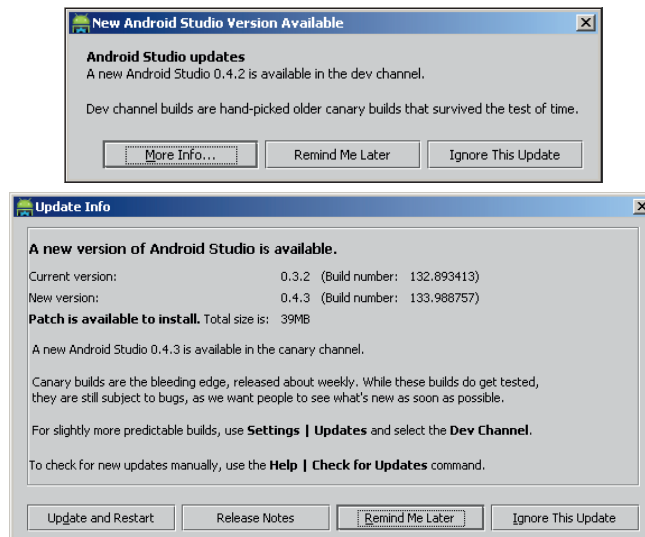 New Android Studio Version Available
Android Studio updates
A new Android Studio 0.4.2 is available in the dev channel.
Dev channel builds are hand-picked older canary builds that survived the test of time.
More Info... Remind Me Later Ignore This Update
Update Info
A new version of Android Studio is available.
Current version: 0.3.2 (Build number: 132.893413)
New version: 0.4.3 (Build number: 133.988757)
Patch is available to install. Total size is: 39MB
A new Android Studio 0.4.3 is available in the canary channel.
Canary builds are the bleeding edge, released about weekly. While these builds do get tested,
they are still subject to bugs, as we want people to see what's new as soon as possible.
For slightly more predictable builds, use Settings | Updates and select the Dev Channel.
To check for new updates manually, use the Help | Check for Updates command.
Update and Restart Release Notes Remind Me Later Ignore This Update